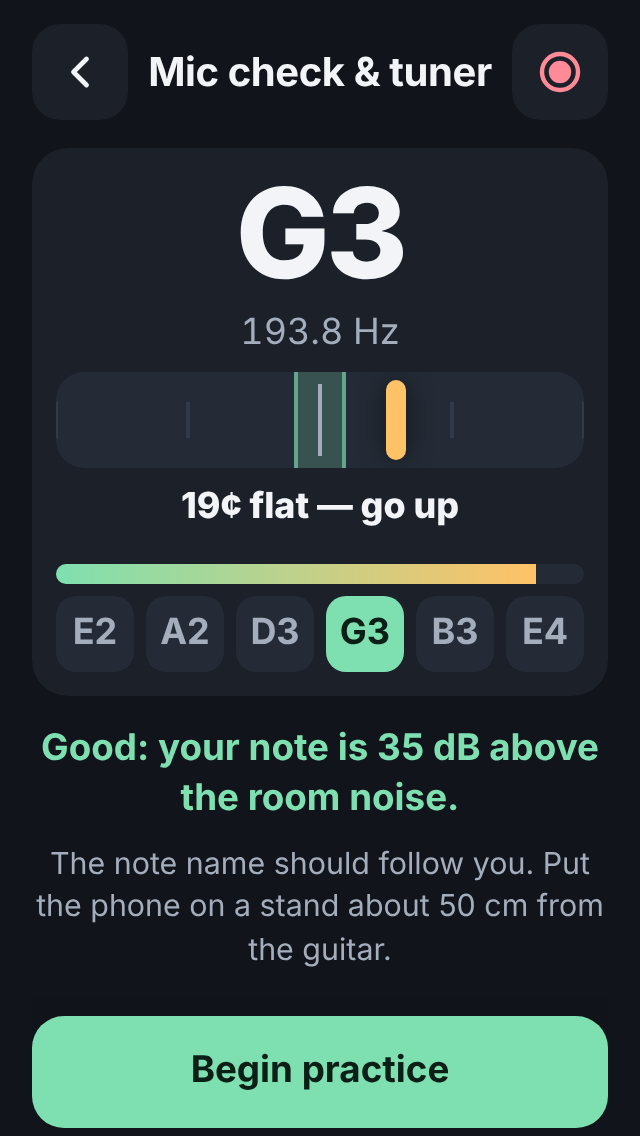 Mic check & tuner
G3
193.8 Hz
19¢ flat — go up
E2 A2 D3 G3 B3 E4
Good: your note is 35 dB above
the room noise.
The note name should follow you. Put
the phone on a stand about 50 cm from
the guitar.
Begin practice